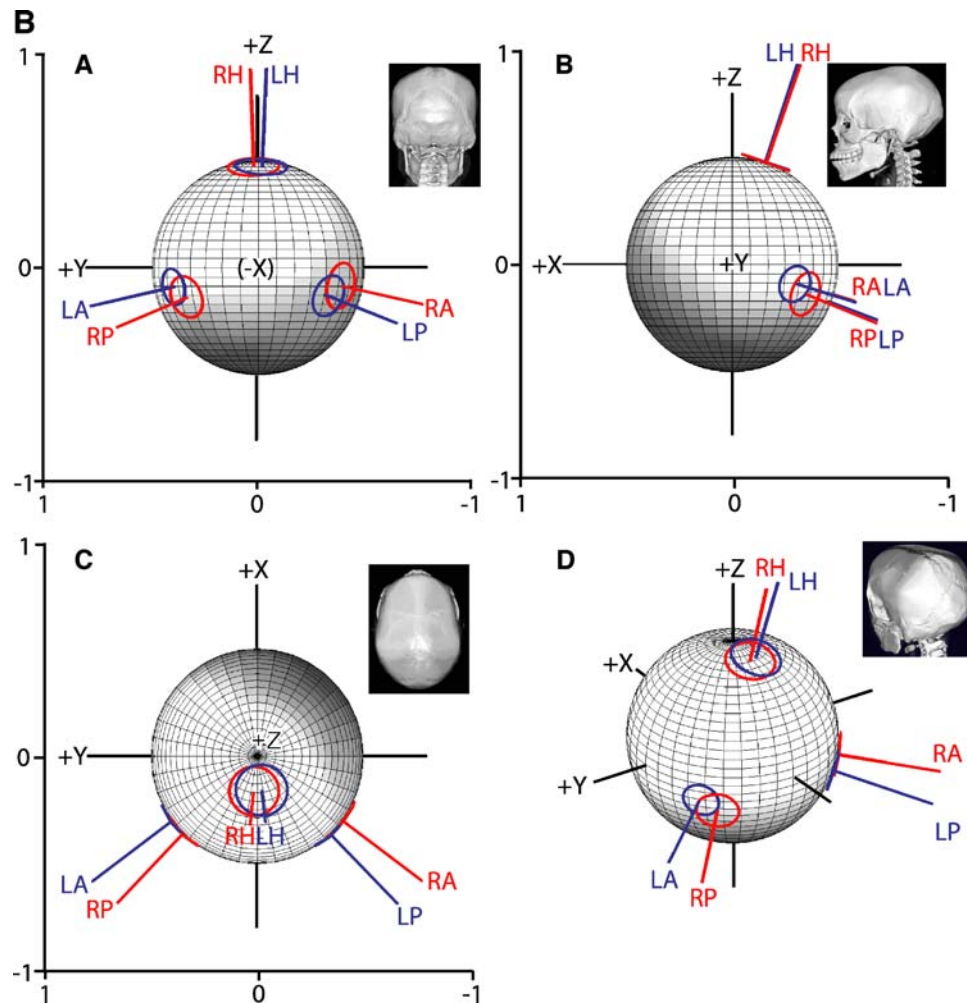 B
A
1
+Z
RH LH
+Y
0
(-X)
LA
RP
RA
LP
-1
1
0
-1
B
1
LH RH
+Z
0
+X
+Y
RA LA
RP LP
-1
1
0
-1
C
1
+X
+Y
0
+Z
RH LH
LA
RP
RA
LP
-1
1
0
-1
D
+Z
RH
LH
+X
+Y
RA
LP
LA
RP